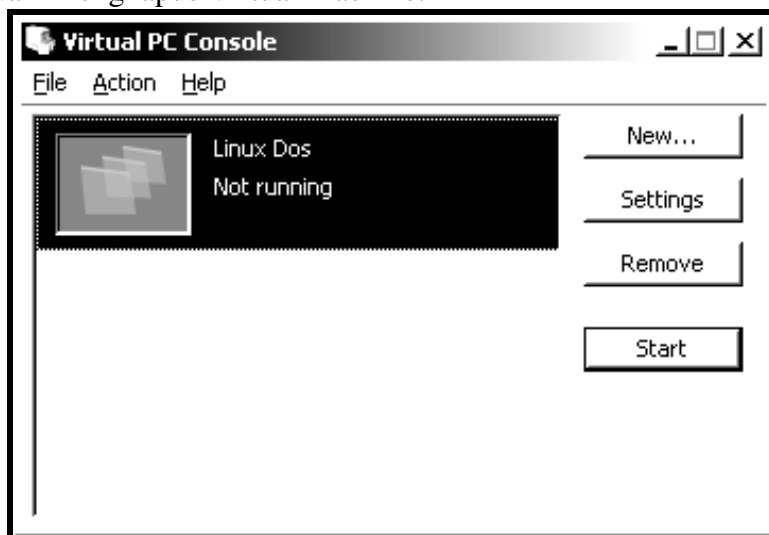 Virtual PC Console
File Action Help
Linux Dos
Not running
New...
Settings
Remove
Start